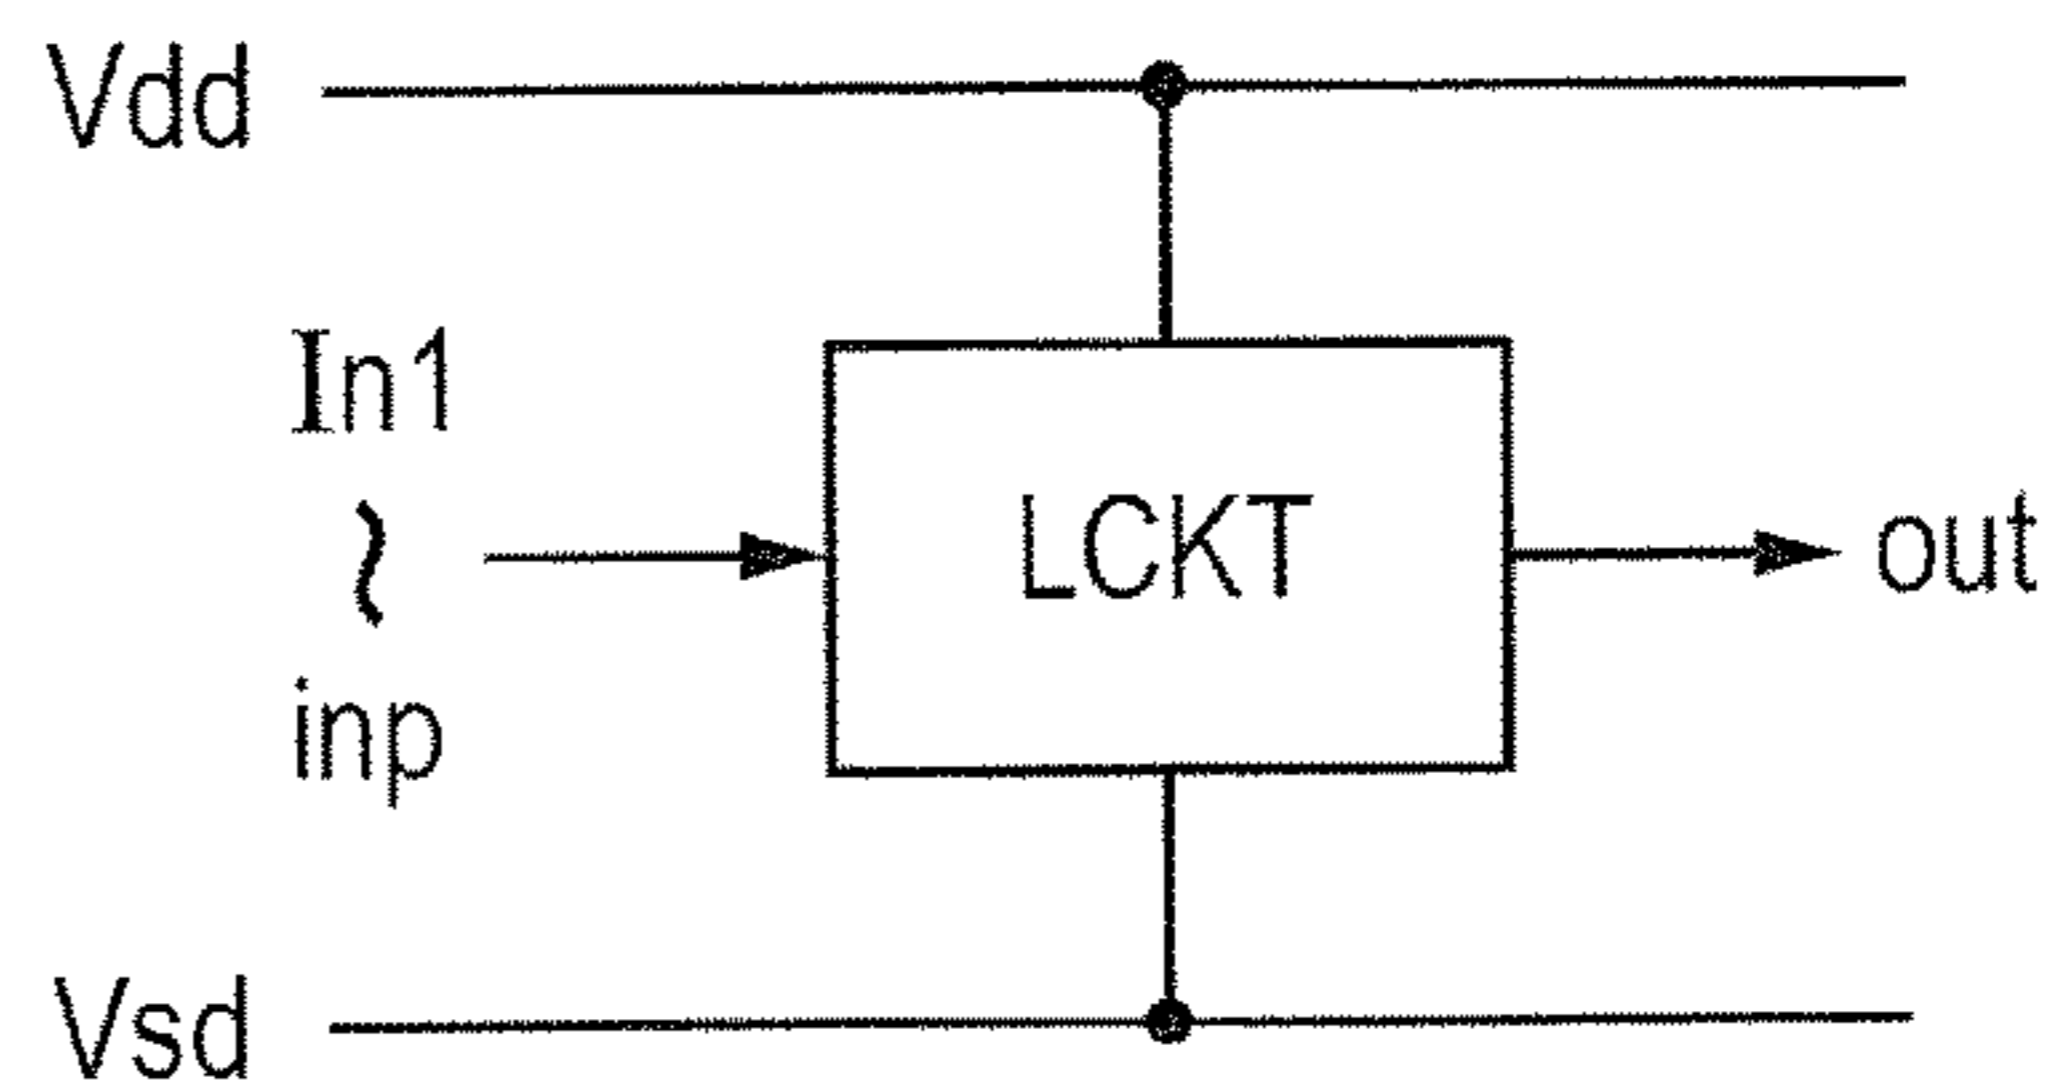 Vdd
In1
~
inp
LCKT
out
Vsd